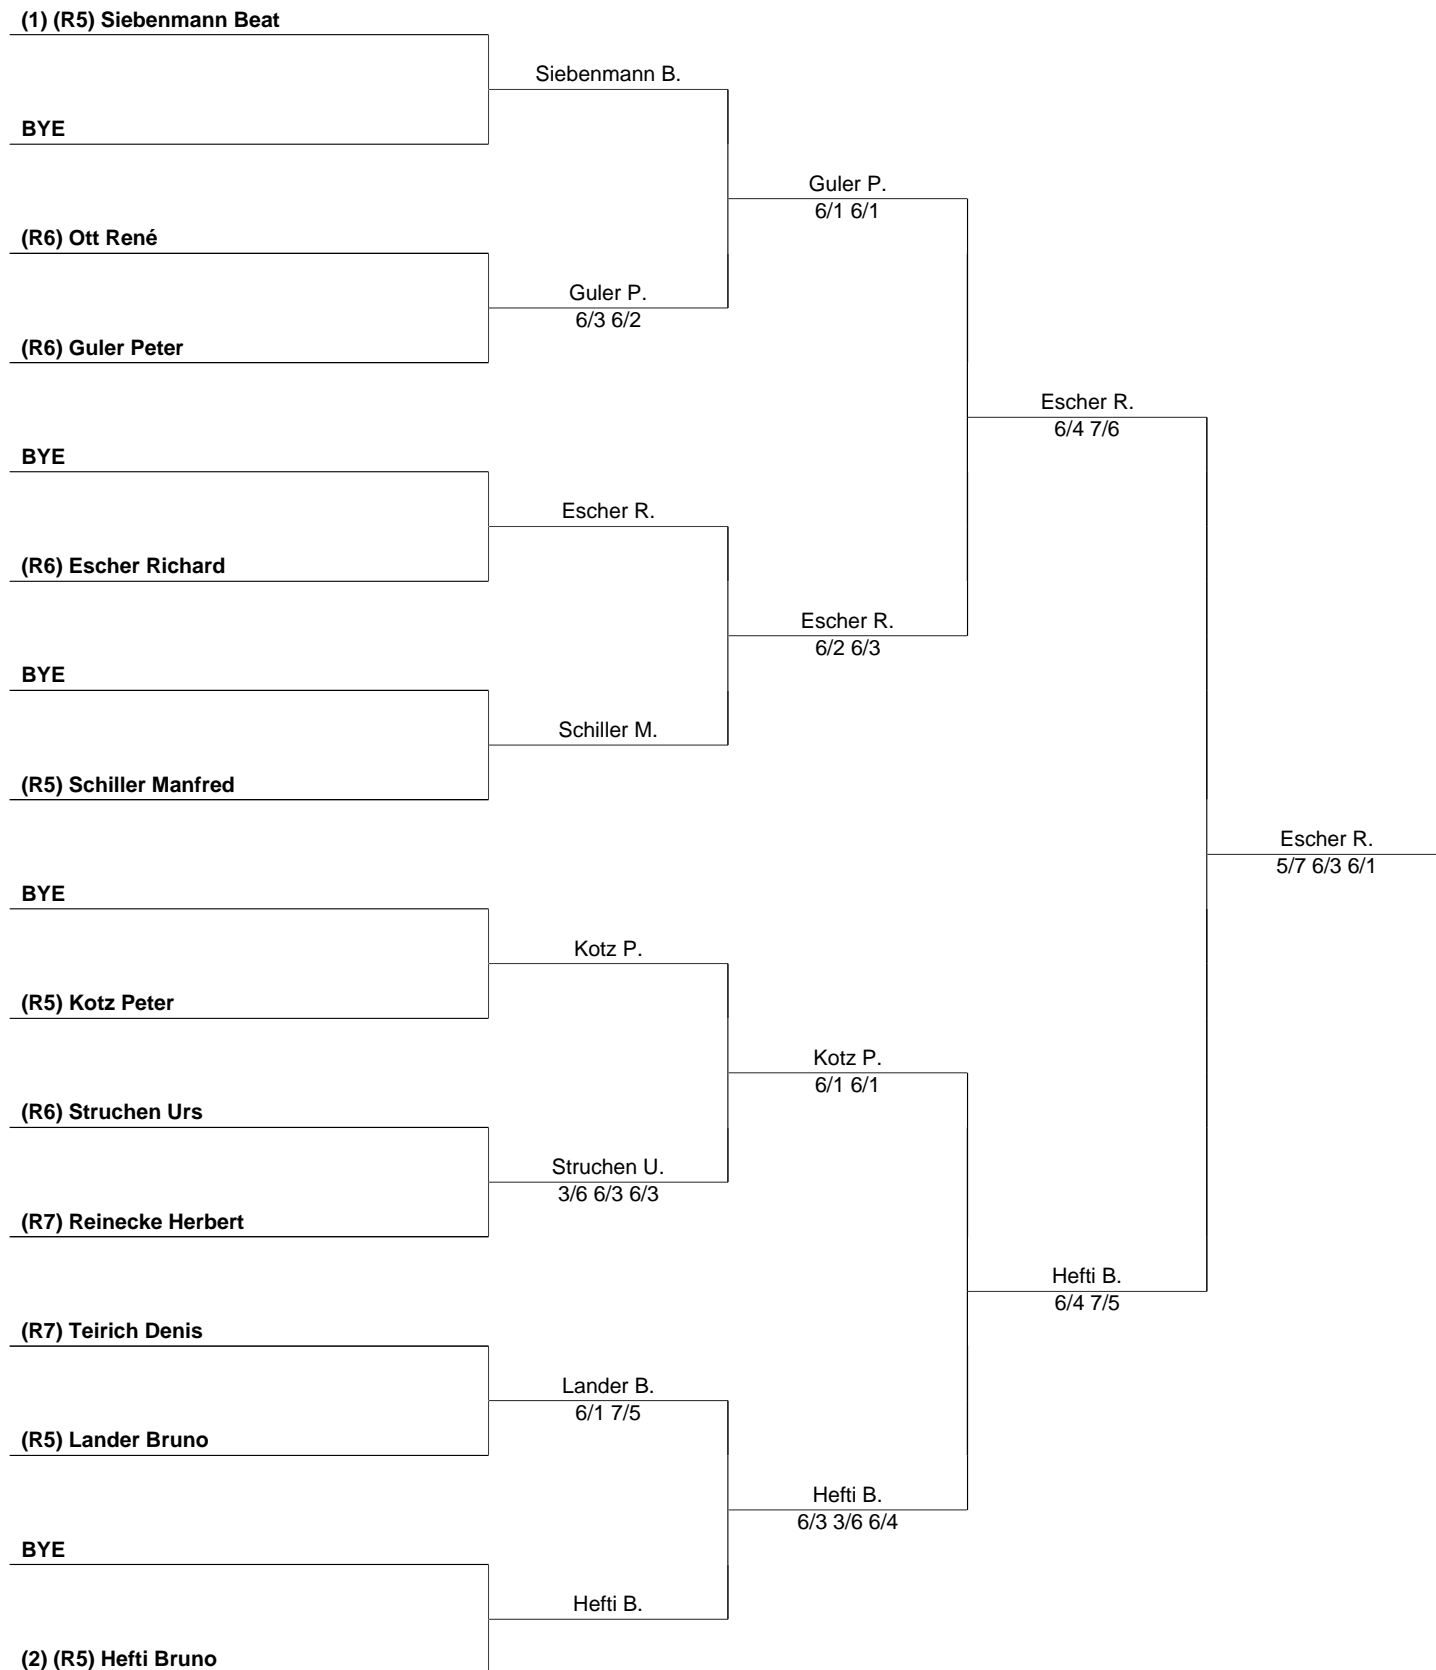 (1) (R5) Siebenmann Beat
Siebenmann B.
BYE
Guler P.
6/1 6/1
(R6) Ott René
Guler P.
6/3 6/2
(R6) Guler Peter
Escher R.
6/4 7/6
BYE
Escher R.
(R6) Escher Richard
Escher R.
6/2 6/3
BYE
Schiller M.
(R5) Schiller Manfred
Escher R.
5/7 6/3 6/1
BYE
Kotz P.
(R5) Kotz Peter
Kotz P.
6/1 6/1
(R6) Struchen Urs
Struchen U.
3/6 6/3 6/3
(R7) Reinecke Herbert
Hefti B.
6/4 7/5
(R7) Teirich Denis
Lander B.
6/1 7/5
(R5) Lander Bruno
Hefti B.
6/3 3/6 6/4
BYE
Hefti B.
(2) (R5) Hefti Bruno